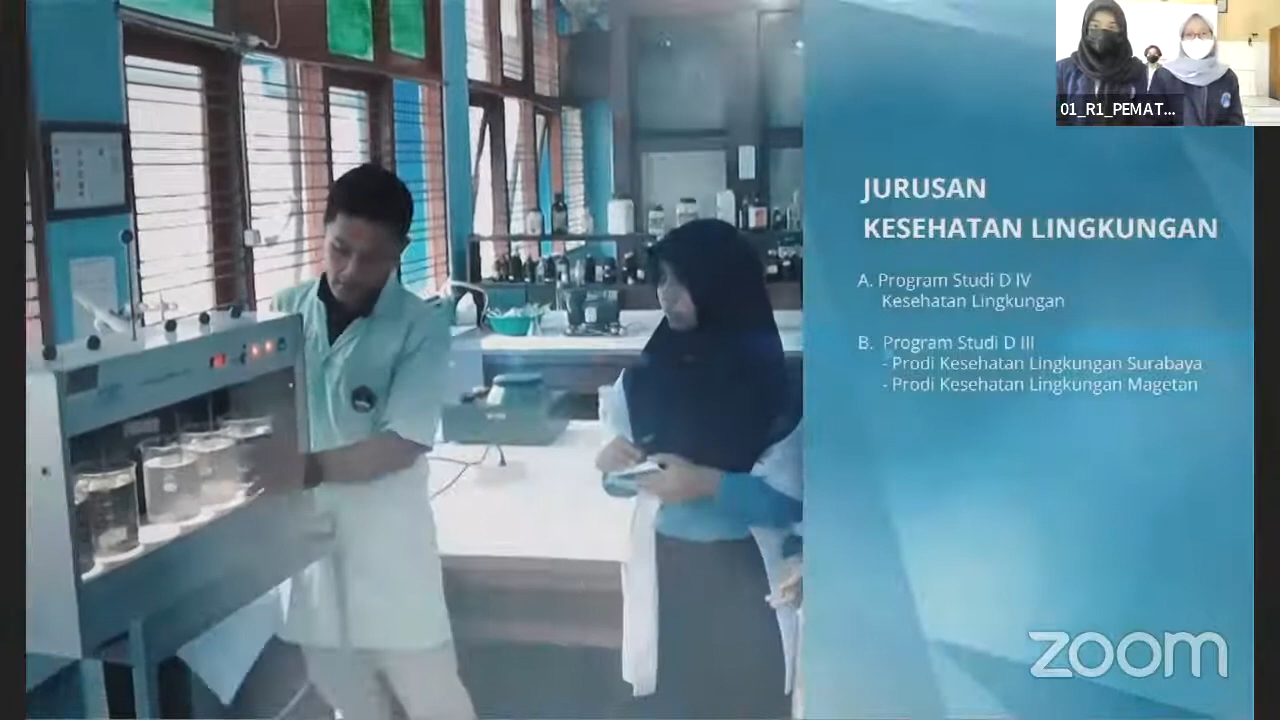 01_R1_PEMAT...
JURUSAN
KESEHATAN LINGKUNGAN
A. Program Studi D IV
Kesehatan Lingkungan
B. Program Studi D III
- Prodi Kesehatan Lingkungan Surabaya
- Prodi Kesehatan Lingkungan Magetan
zoom